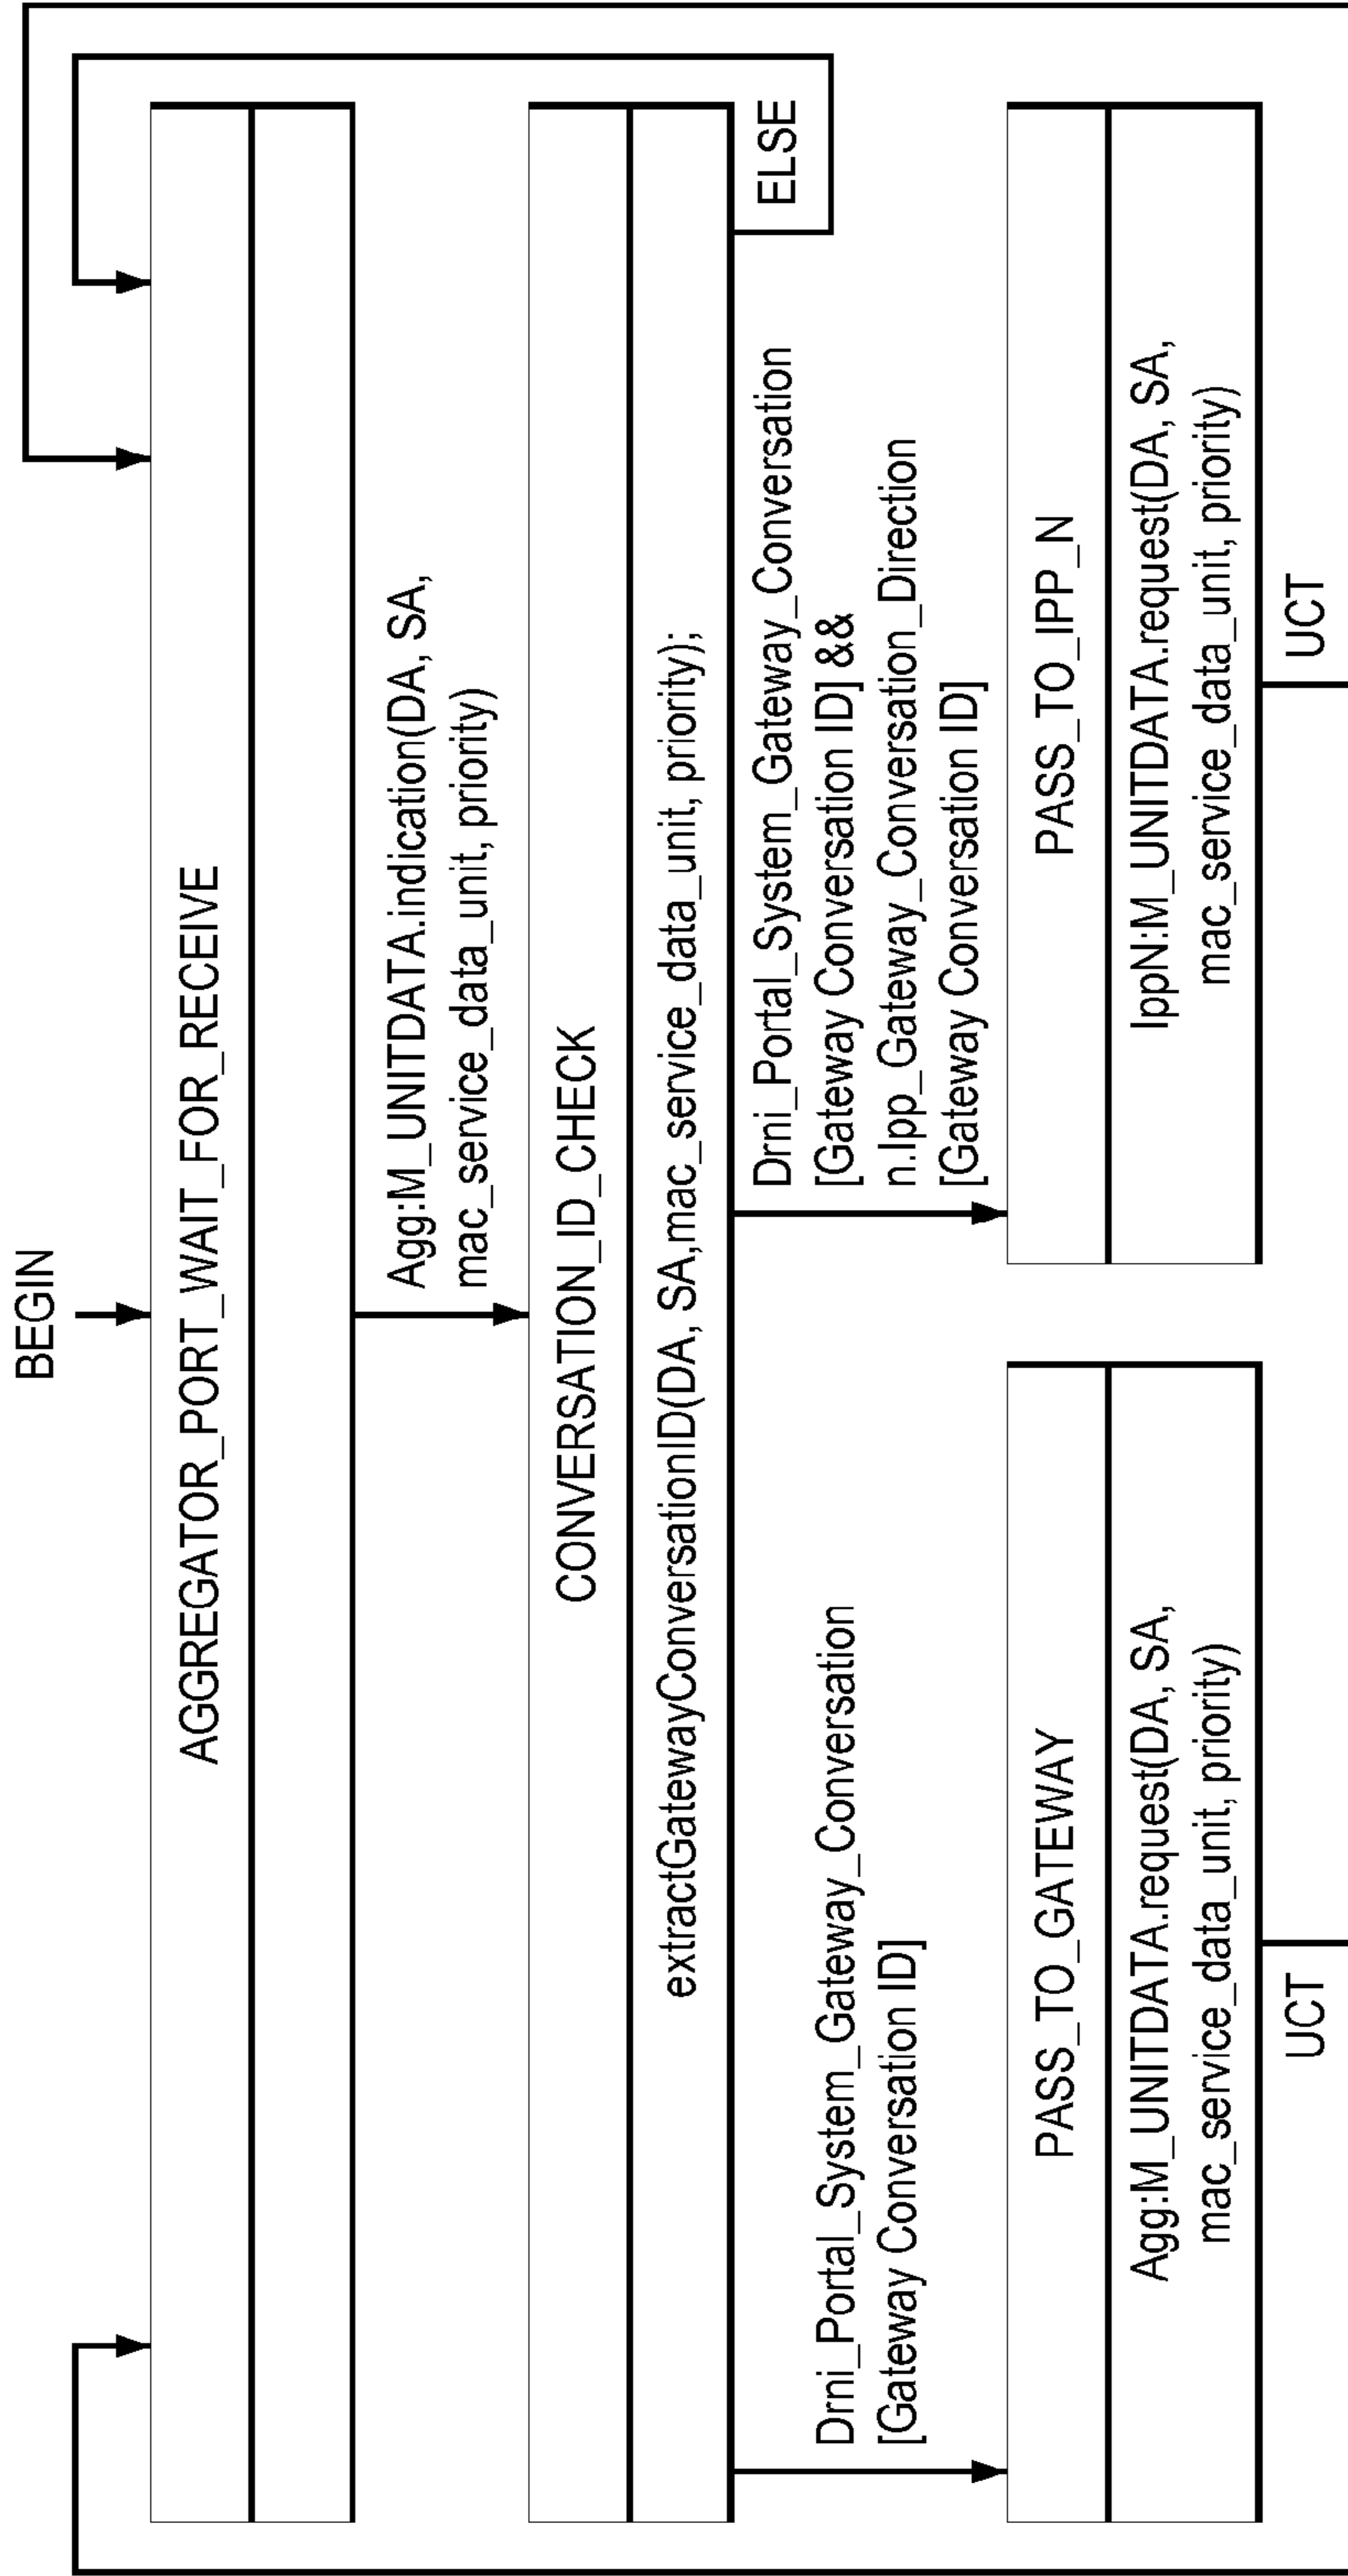 BEGIN
AGGREGATOR_PORT_WAIT_FOR_RECEIVE
Agg:M_UNITDATA.indication(DA, SA,
mac_service_data_unit, priority)
CONVERSATION_ID_CHECK
extractGatewayConversationID(DA, SA,mac_service_data_unit, priority);
ELSE
Drni_Portal_System_Gateway_Conversation
[Gateway Conversation ID]
Drni_Portal_System_Gateway_Conversation
[Gateway Conversation ID] &&
n.Ipp_Gateway_Conversation_Direction
[Gateway Conversation ID]
PASS_TO_GATEWAY
Agg:M_UNITDATA.request(DA, SA,
mac_service_data_unit, priority)
UCT
PASS_TO_IPP_N
IppN:M_UNITDATA.request(DA, SA,
mac_service_data_unit, priority)
UCT